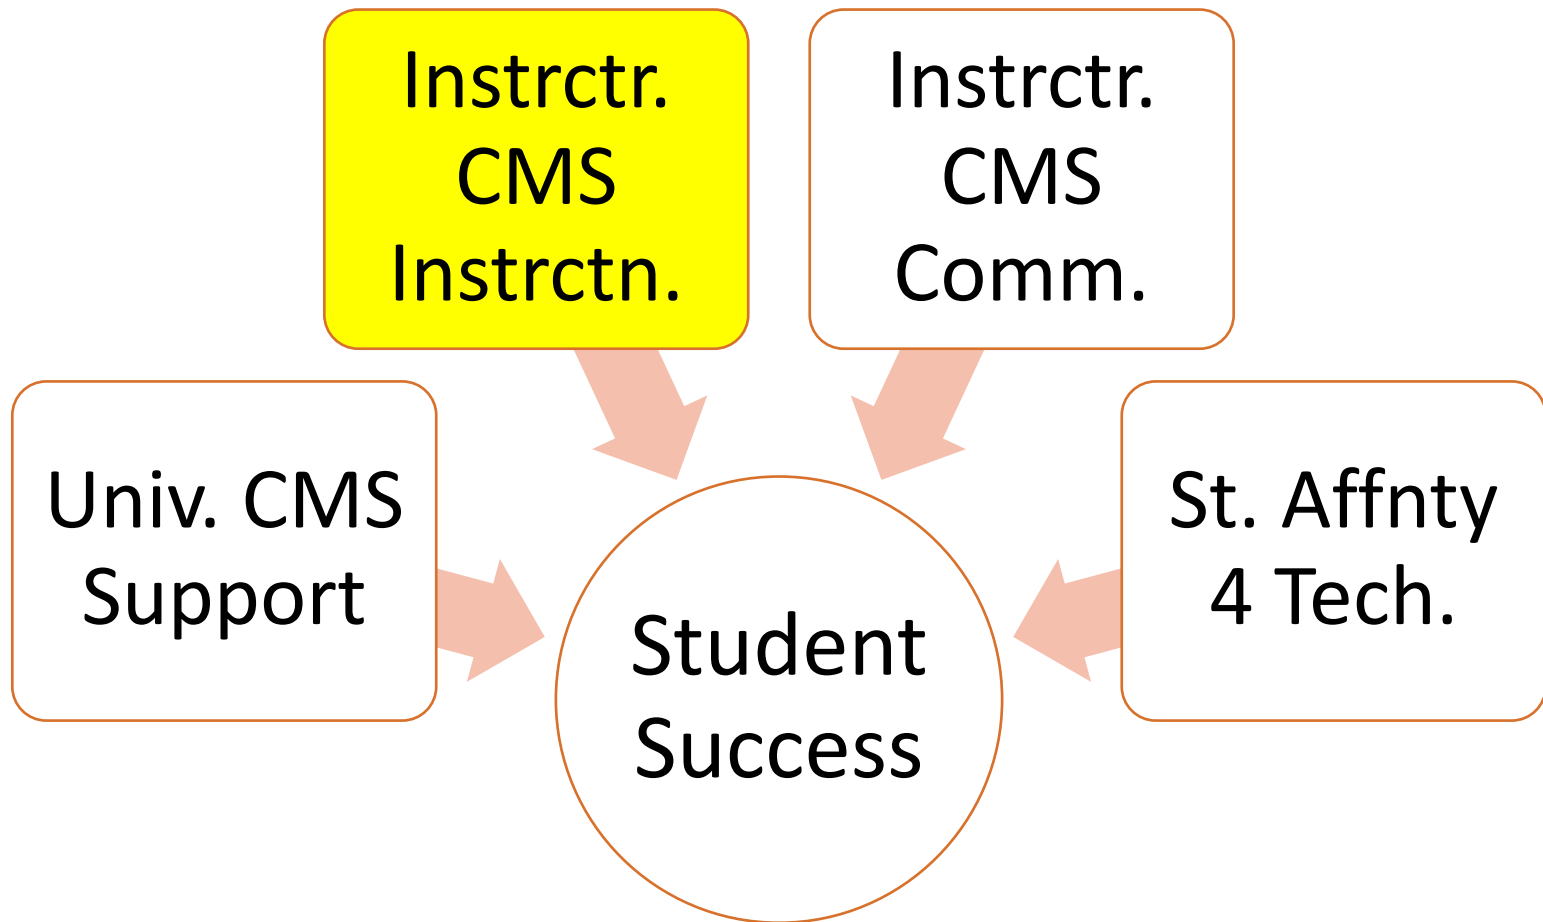 Instrctr.
CMS
Instrctn.
Instrctr.
CMS
Comm.
Univ. CMS
Support
St. Affnty
4 Tech.
Student
Success